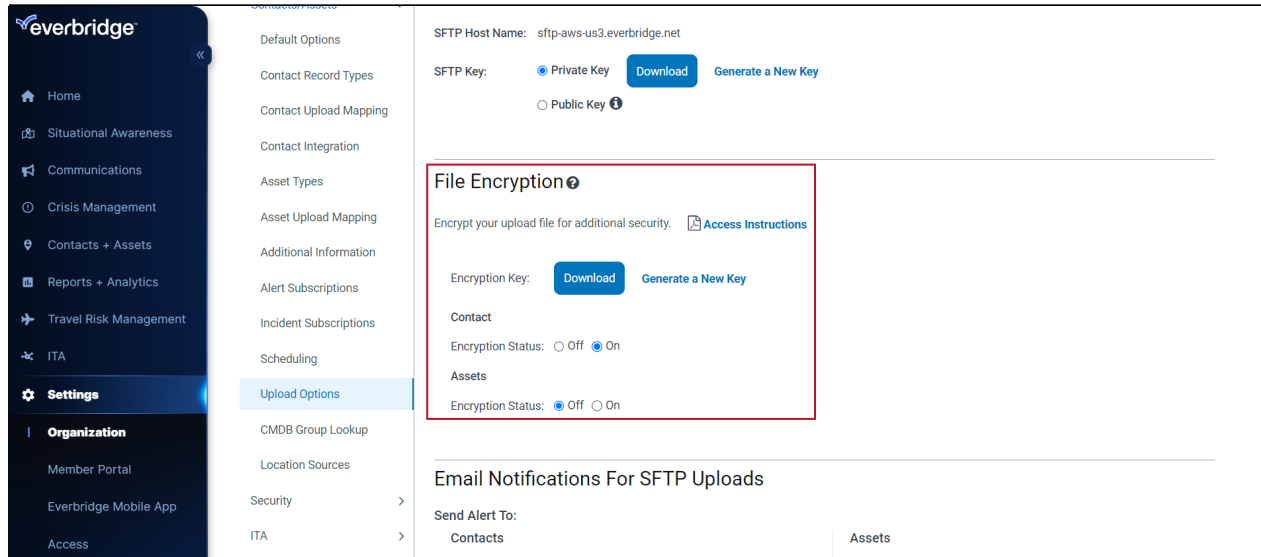 everbridge™
«
Home
Situational Awareness
Communications
Crisis Management
Contacts + Assets
Reports + Analytics
Travel Risk Management
ITA
Settings
Organization
Member Portal
Everbridge Mobile App
Access
Contacts/Assets
Default Options
Contact Record Types
Contact Upload Mapping
Contact Integration
Asset Types
Asset Upload Mapping
Additional Information
Alert Subscriptions
Incident Subscriptions
Scheduling
Upload Options
CMDB Group Lookup
Location Sources
Security >
ITA >
SFTP Host Name: sftp-aws-us3.everbridge.net
SFTP Key: Private Key Download Generate a New Key
Public Key
File Encryption
Encrypt your upload file for additional security. Access Instructions
Encryption Key: Download Generate a New Key
Contact
Encryption Status: Off On
Assets
Encryption Status: Off On
Email Notifications For SFTP Uploads
Send Alert To:
Contacts Assets